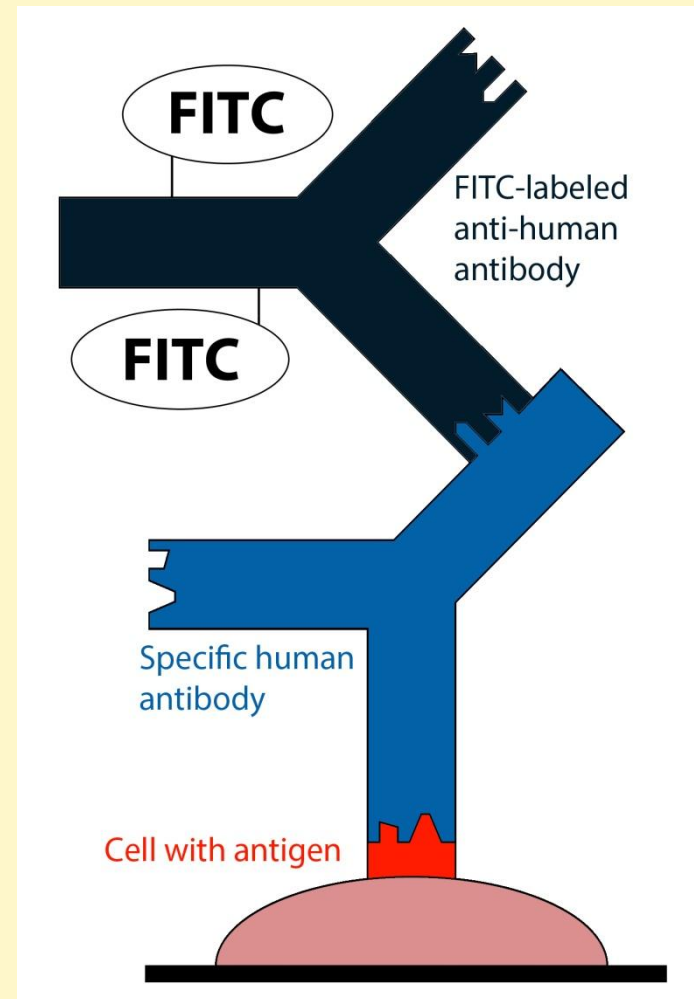 FITC
FITC-labeled
anti-human
antibody
FITC
Specific human
antibody
Cell with antigen